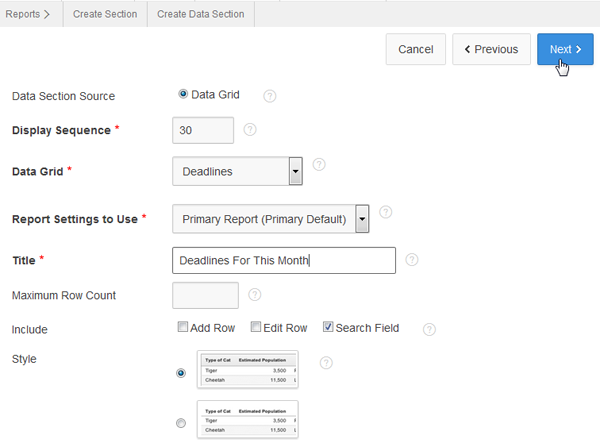 Reports Create Section Create Data Section
Cancel Previous Next
Data Section Source Data Grid ?
Display Sequence * 30 ?
Data Grid * Deadlines ?
Report Settings to Use * Primary Report (Primary Default) ?
Title * Deadlines For This Month ?
Maximum Row Count ?
Include Add Row Edit Row Search Field ?
Style ?
Type of Cat Estimated Population
Tiger 3,500
Cheetah 11,500
Type of Cat Estimated Population
Tiger 3,500
Cheetah 11,500